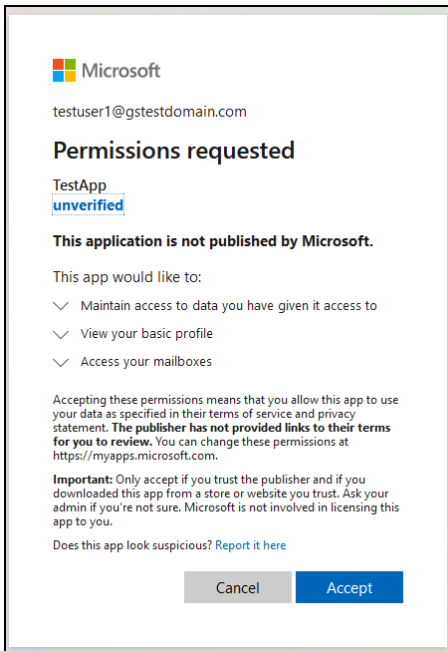 Microsoft
testuser1@gstestdomain.com
Permissions requested
TestApp
unverified
This application is not published by Microsoft.
This app would like to:
Maintain access to data you have given it access to
View your basic profile
Access your mailboxes
Accepting these permissions means that you allow this app to use
your data as specified in their terms of service and privacy
statement. The publisher has not provided links to their terms
for you to review. You can change these permissions at
https://myapps.microsoft.com.
Important: Only accept if you trust the publisher and if you
downloaded this app from a store or website you trust. Ask your
admin if you're not sure. Microsoft is not involved in licensing this
app to you.
Does this app look suspicious? Report it here
Cancel Accept